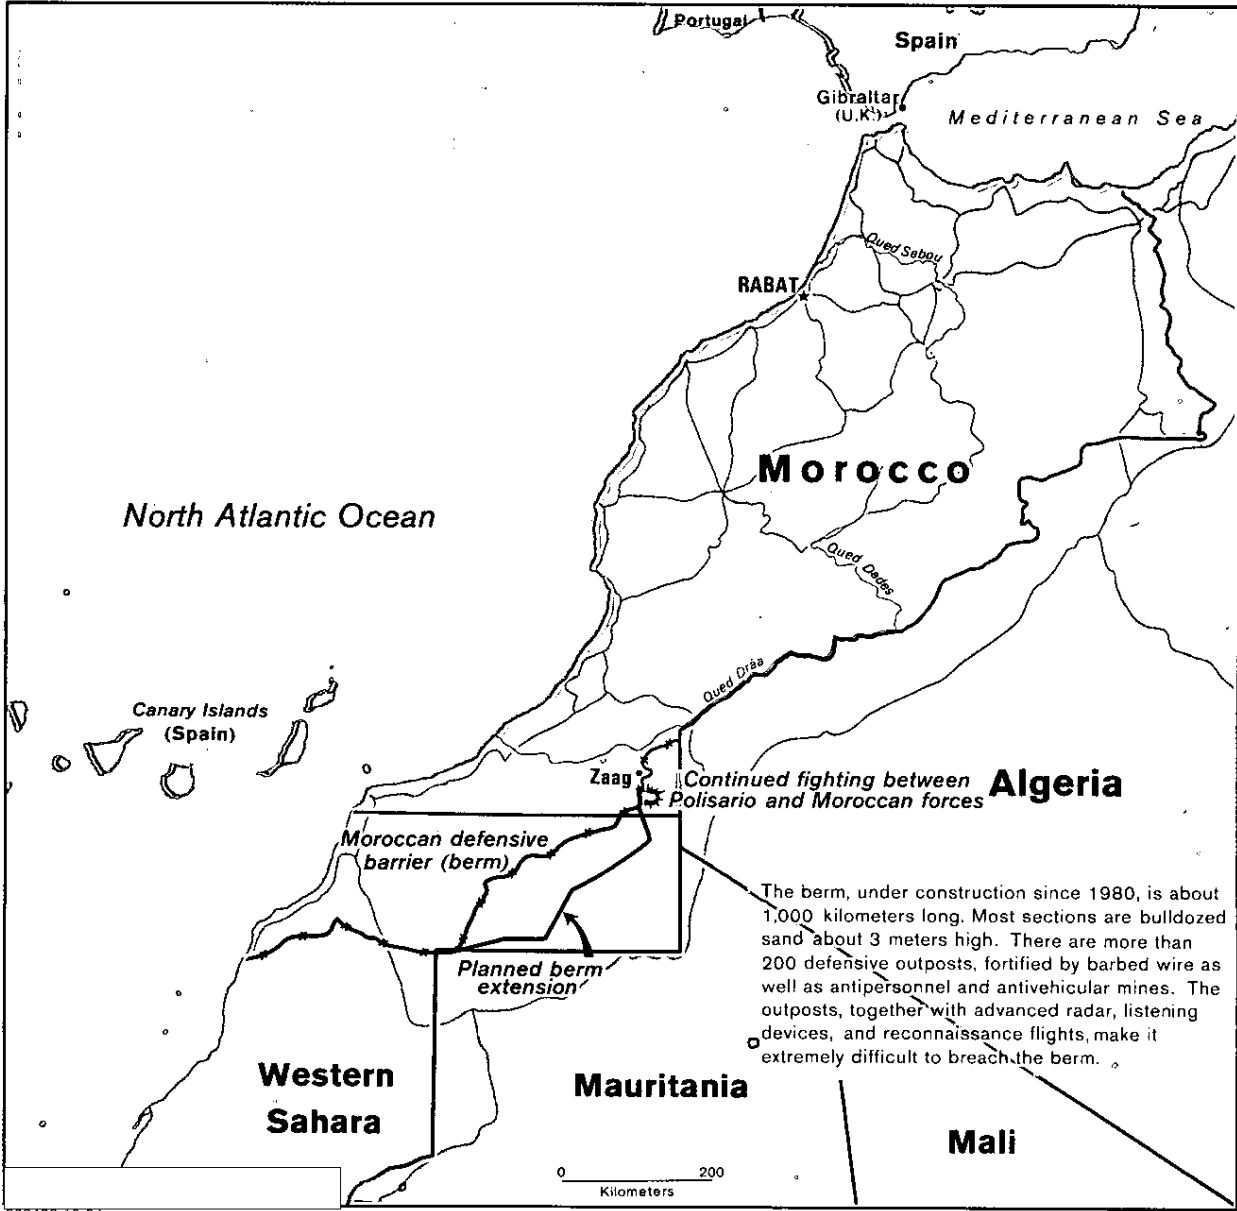 Portugal
Spain
Gibraltar
(U.K.)
Mediterranean Sea
Qued Sebou
RABAT
Morocco
North Atlantic Ocean
Qued Dades
Qued Dráa
Canary Islands
(Spain)
Zaag
Continued fighting between
Polisario and Moroccan forces
Algeria
Moroccan defensive
barrier (berm)
The berm, under construction since 1980, is about
1,000 kilometers long. Most sections are bulldozed
sand about 3 meters high. There are more than
200 defensive outposts, fortified by barbed wire as
well as antipersonnel and antivehicular mines. The
outposts, together with advanced radar, listening
devices, and reconnaissance flights, make it
extremely difficult to breach the berm.
Planned berm
extension
Western
Sahara
Mauritania
Mali
0 200
Kilometers